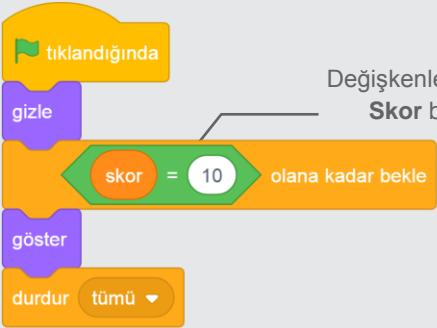 tıklandığında
Değişkenle
gizle
Skor b
skor = 10 olana kadar bekle
göster
durdur tümü